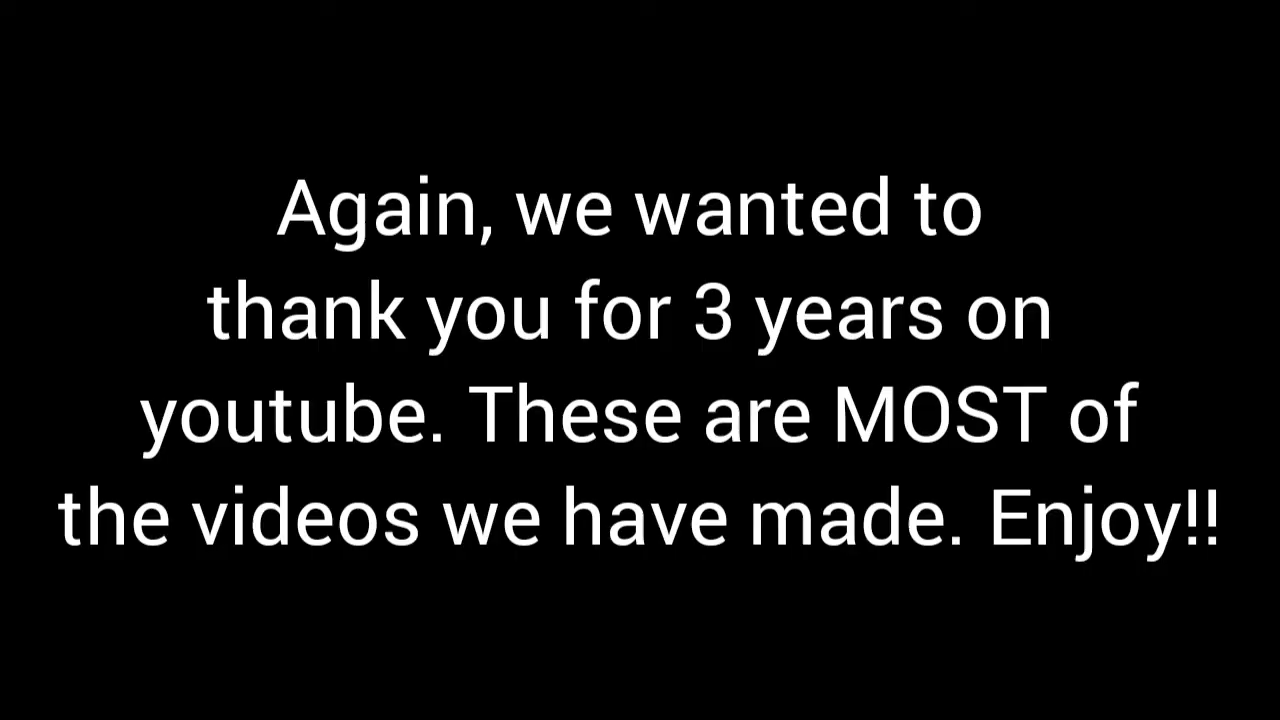 Again, we wanted to
thank you for 3 years on
youtube. These are MOST of
the videos we have made. Enjoy!!